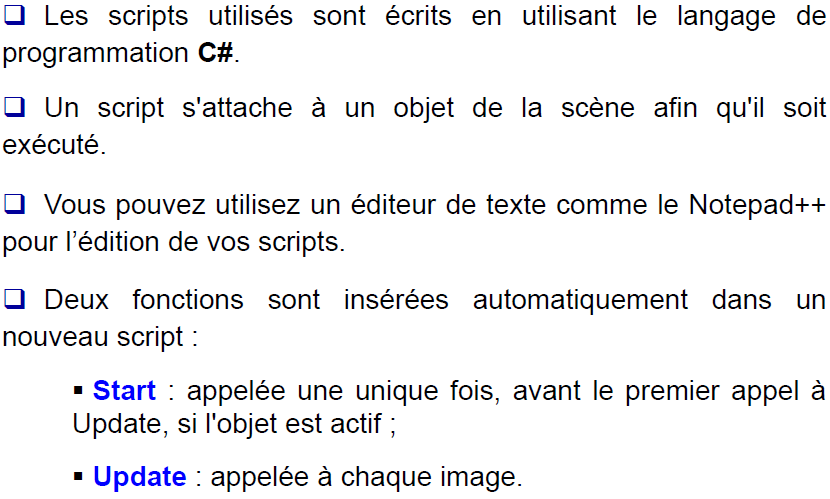 ❑ Les scripts utilisés sont écrits en utilisant le langage de
programmation C#.
❑ Un script s'attache à un objet de la scène afin qu'il soit
exécuté.
❑ Vous pouvez utilisez un éditeur de texte comme le Notepad++
pour l’édition de vos scripts.
❑ Deux fonctions sont insérées automatiquement dans un
nouveau script :
▪ Start : appelée une unique fois, avant le premier appel à
Update, si l'objet est actif ;
▪ Update : appelée à chaque image.